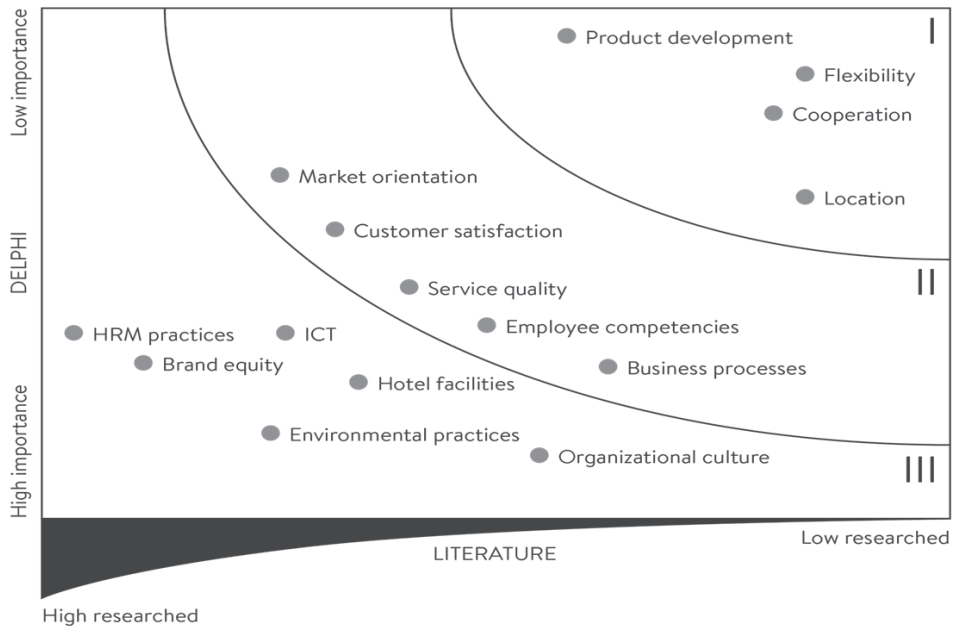 Low importance
DELPHI
High importance
I
Product development
Flexibility
Cooperation
Market orientation
Location
Customer satisfaction
II
Service quality
Employee competencies
HRM practices
ICT
Brand equity
Business processes
Hotel facilities
Environmental practices
Organizational culture
III
LITERATURE
Low researched
High researched